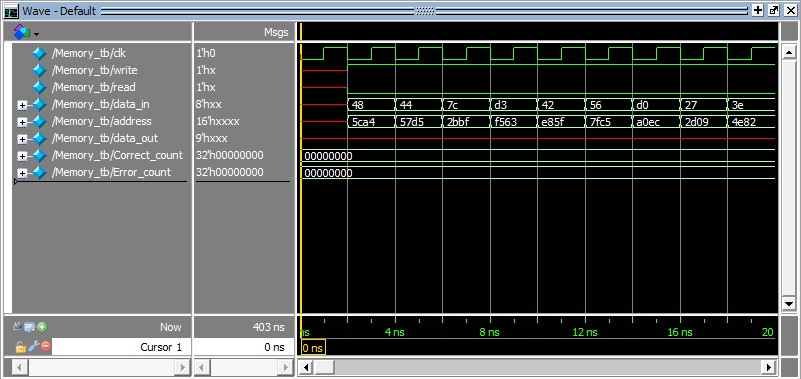 Wave - Default
Msgs
/Memory_tb/clk 1'h0
/Memory_tb/write 1'hx
/Memory_tb/read 1'hx
/Memory_tb/data_in 8'hxx 48 44 7c d3 42 56 d0 27 3e
/Memory_tb/address 16'hxxxx 5ca4 57d5 2bbf f563 e85f 7fc5 a0ec 2d09 4e82
/Memory_tb/data_out 9'hxxx
/Memory_tb/Correct_count 32'h00000000 00000000
/Memory_tb/Error_count 32'h00000000 00000000
Now 403 ns ns 4 ns 8 ns 12 ns 16 ns 20
Cursor 1 0 ns 0 ns